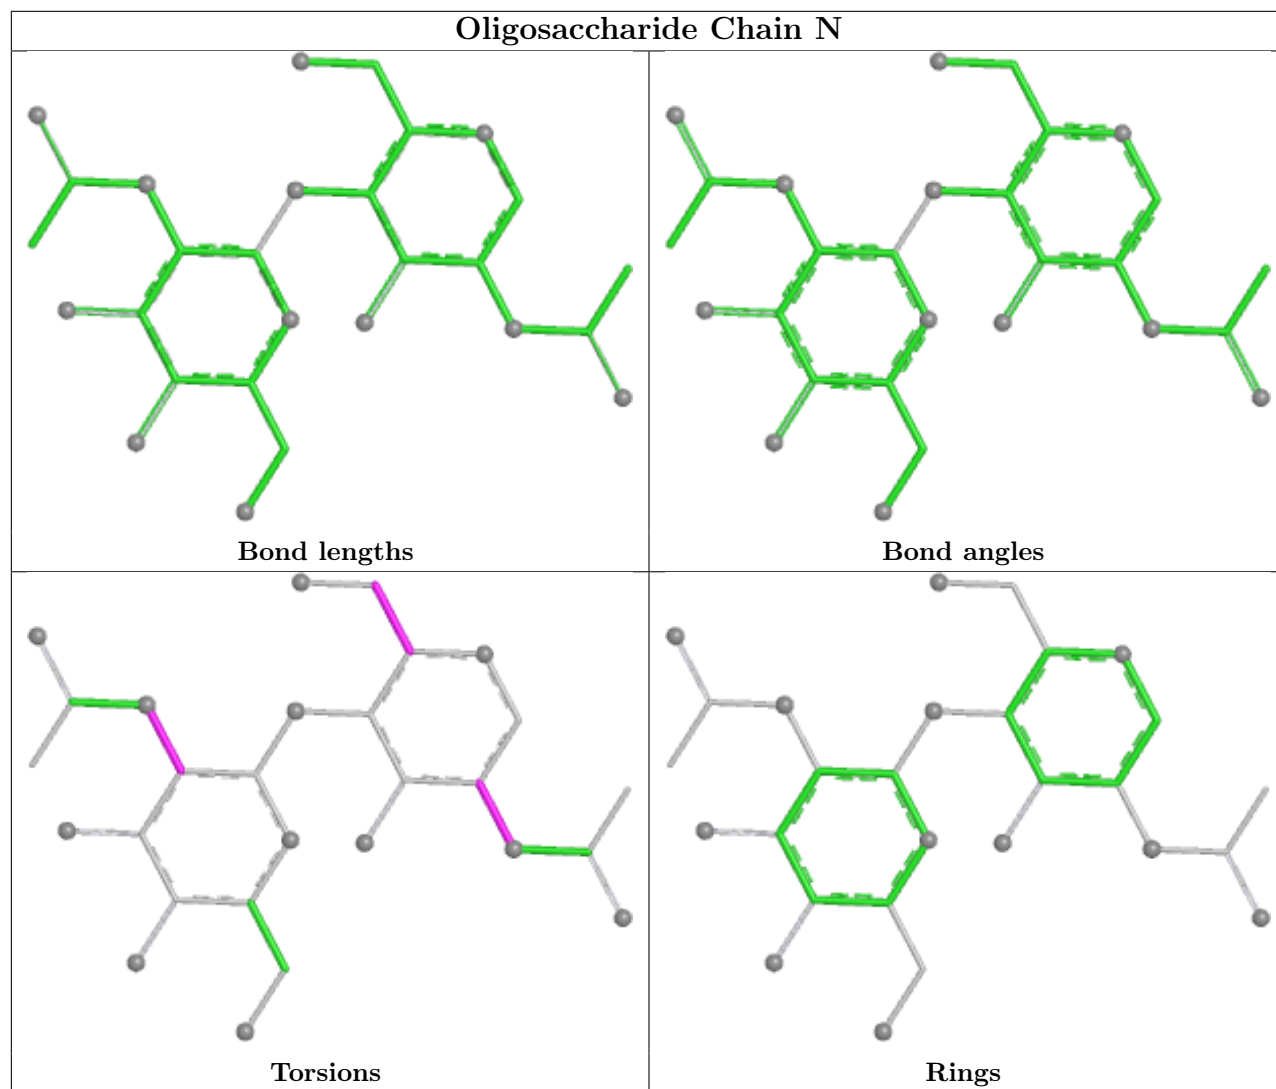 Oligosaccharide Chain N
Bond lengths
Bond angles
Torsions
Rings